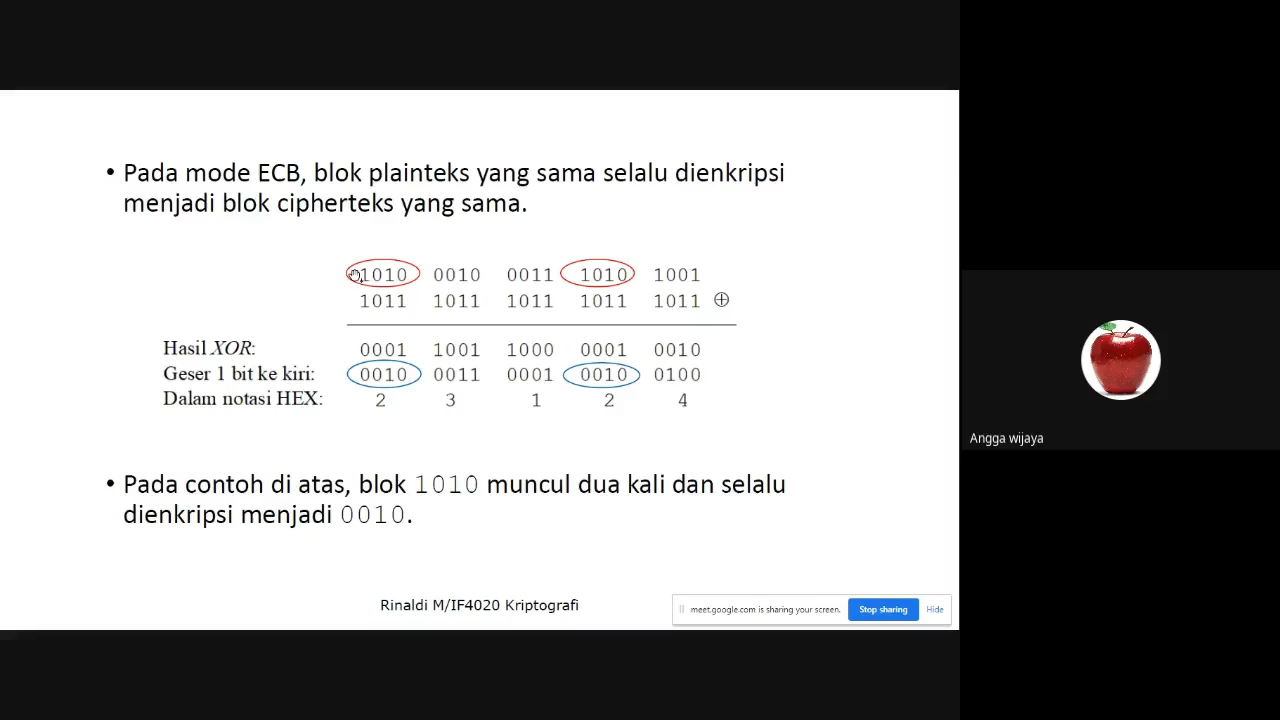 • Pada mode ECB, blok plainteks yang sama selalu dienkripsi
menjadi blok cipherteks yang sama.
1010 0010 0011 1010 1001
1011 1011 1011 1011 1011 ⊕
Hasil XOR: 0001 1001 1000 0001 0010
Geser 1 bit ke kiri: 0010 0011 0001 0010 0100
Dalam notasi HEX: 2 3 1 2 4
• Pada contoh di atas, blok 1010 muncul dua kali dan selalu
dienkripsi menjadi 0010.
Rinaldi M/IF4020 Kriptografi
meet.google.com is sharing your screen. Stop sharing Hide
Angga wijaya